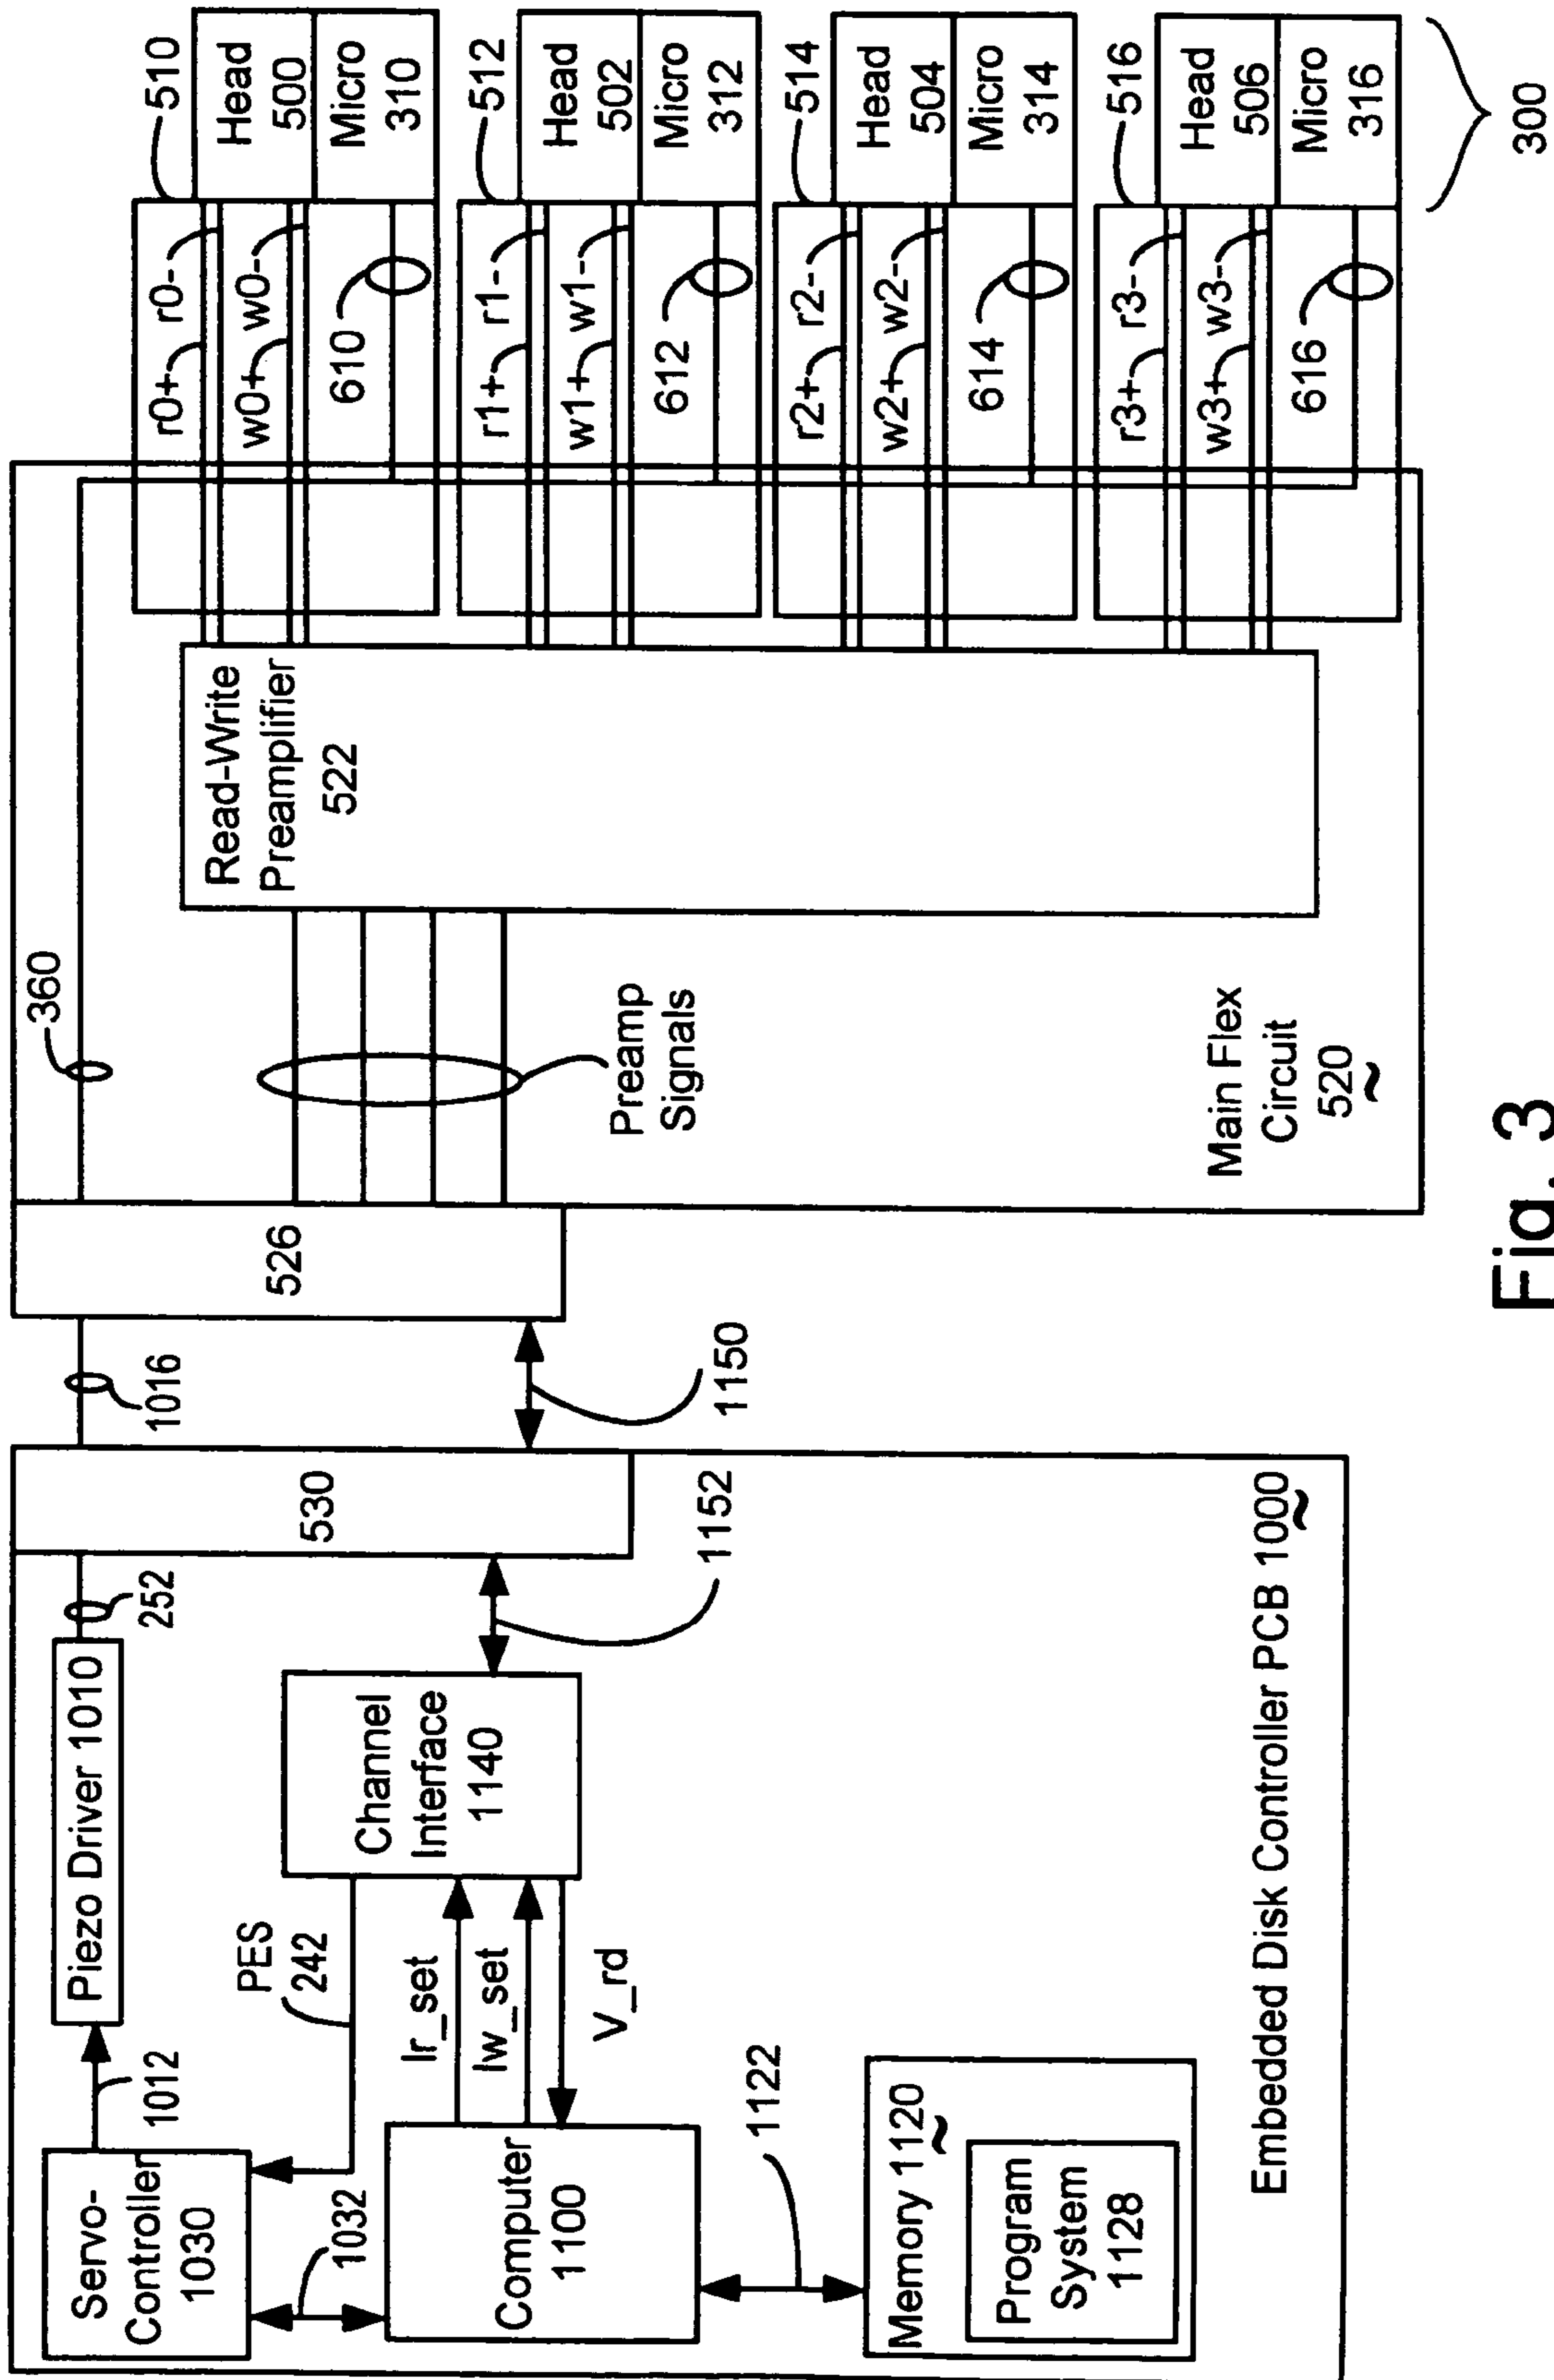 Servo-
Controller
1030
1012
Piezo Driver 1010
252
1032
PES
242
Computer
1100
Ir_set
Iw_set
V_rd
Channel
Interface
1140
1122
Memory 1120
Program
System
1128
Embedded Disk Controller PCB 1000
530
1152
1016
1150
526
360
Preamp
Signals
Main Flex
Circuit
520
Read-Write
Preamplifier
522
r0+ r0-
w0+ w0-
610
510
Head
500
Micro
310
r1+ r1-
w1+ w1-
612
512
Head
502
Micro
312
r2+ r2-
w2+ w2-
614
514
Head
504
Micro
314
r3+ r3-
w3+ w3-
616
516
Head
506
Micro
316
300
Fig. 3